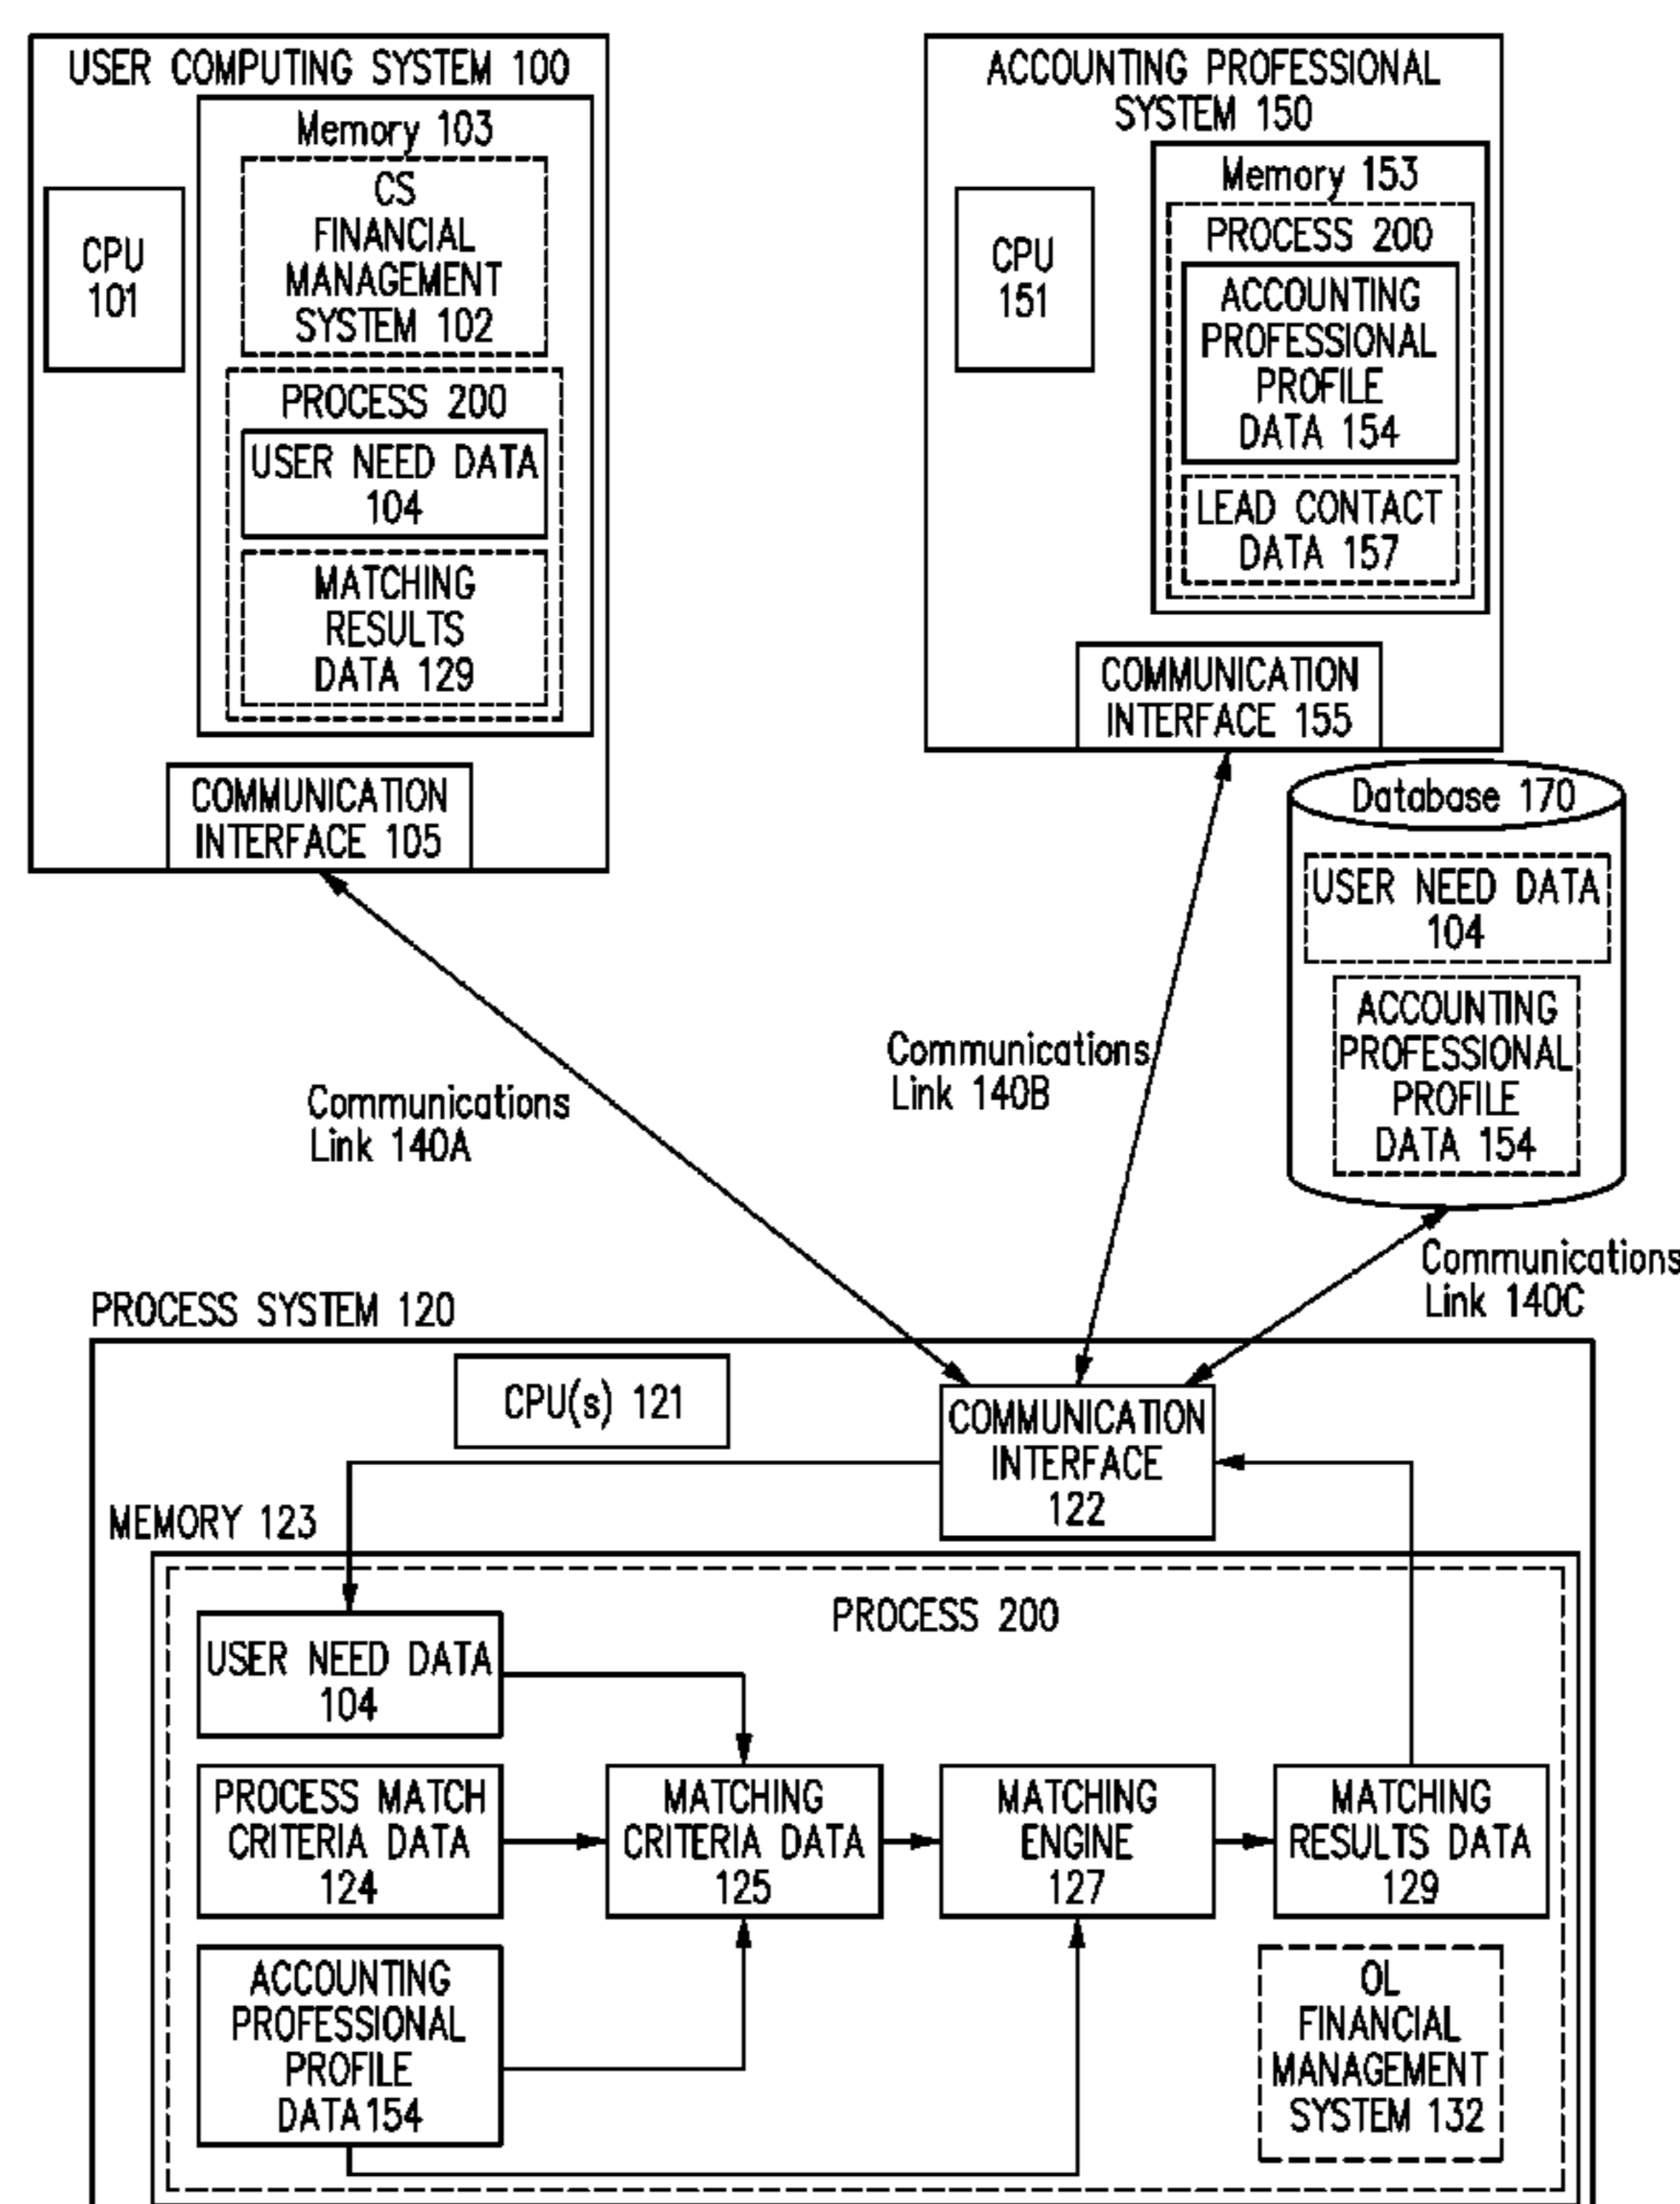 USER COMPUTING SYSTEM 100
Memory 103
CS
FINANCIAL
MANAGEMENT
SYSTEM 102
CPU
101
PROCESS 200
USER NEED DATA
104
MATCHING
RESULTS
DATA 129
COMMUNICATION
INTERFACE 105
ACCOUNTING PROFESSIONAL
SYSTEM 150
Memory 153
CPU
151
PROCESS 200
ACCOUNTING
PROFESSIONAL
PROFILE
DATA 154
LEAD CONTACT
DATA 157
COMMUNICATION
INTERFACE 155
Database 170
USER NEED DATA
104
ACCOUNTING
PROFESSIONAL
PROFILE
DATA 154
Communications
Link 140A
Communications
Link 140B
Communications
Link 140C
PROCESS SYSTEM 120
CPU(s) 121
COMMUNICATION
INTERFACE
122
MEMORY 123
PROCESS 200
USER NEED DATA
104
PROCESS MATCH
CRITERIA DATA
124
MATCHING
CRITERIA DATA
125
MATCHING
ENGINE
127
MATCHING
RESULTS DATA
129
ACCOUNTING
PROFESSIONAL
PROFILE
DATA154
OL
FINANCIAL
MANAGEMENT
SYSTEM 132